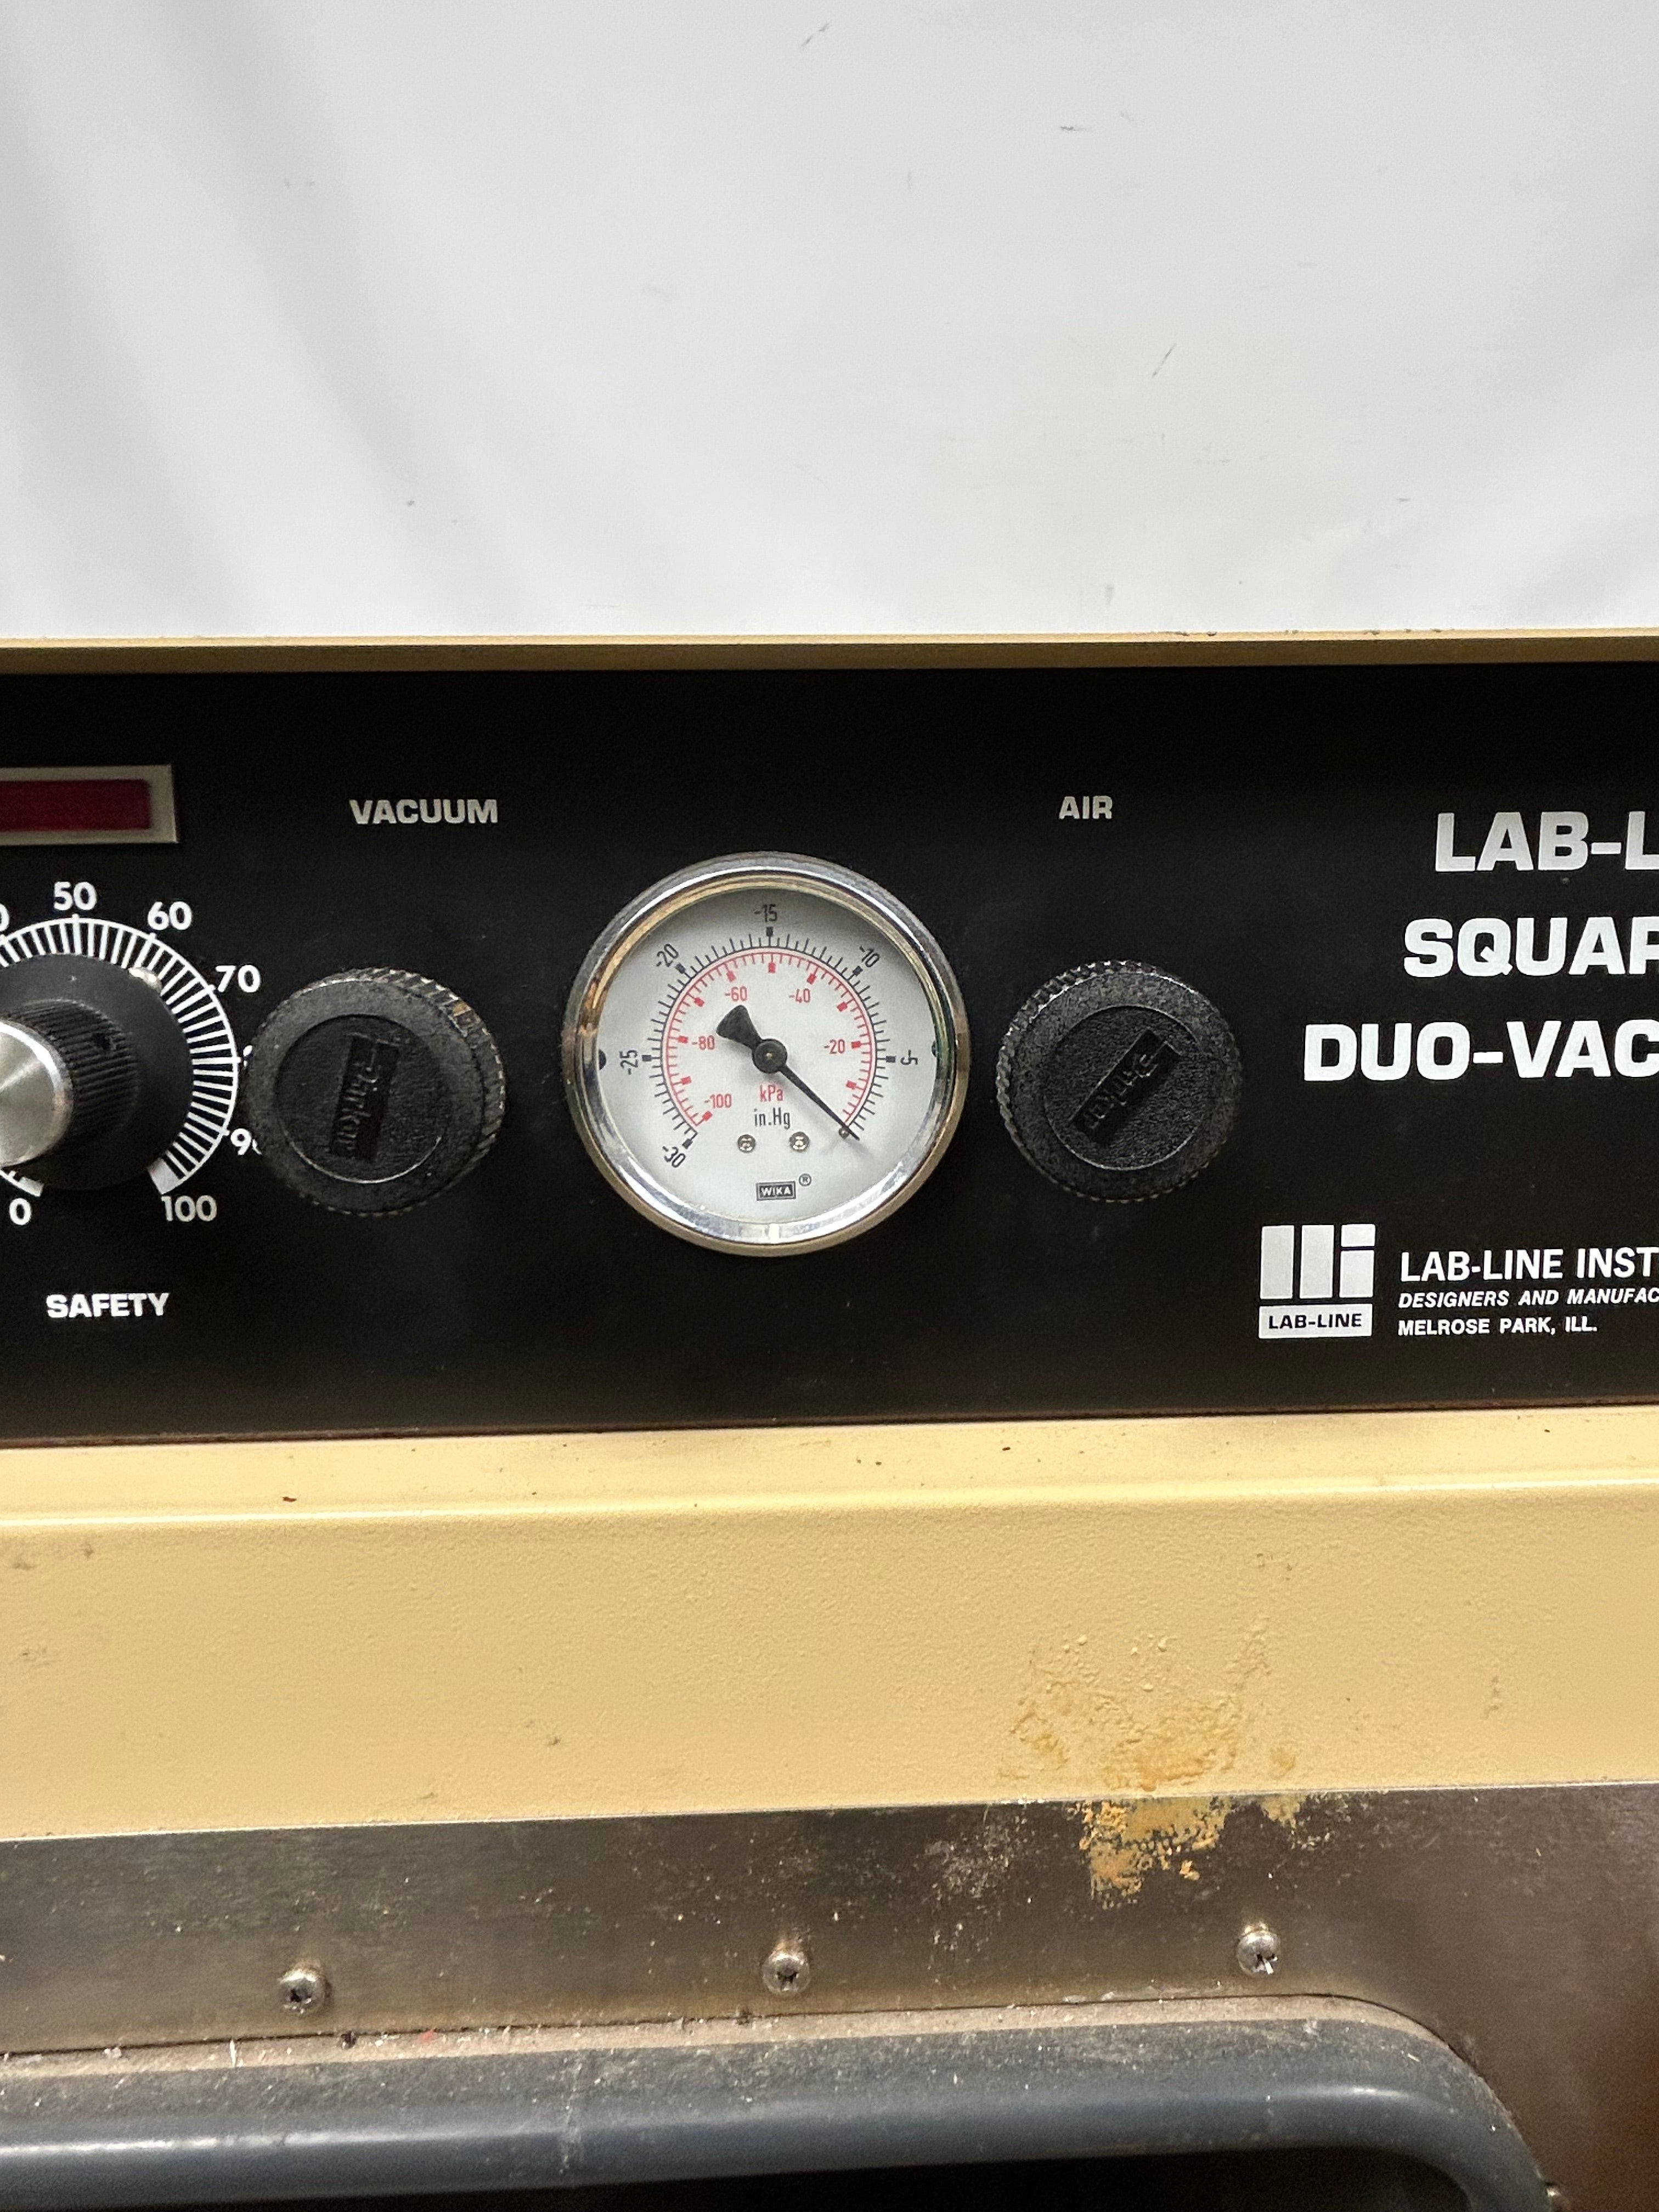 VACUUM
AIR
LAB-L
SQUAR
DUO-VAC
50
60
70
90
100
0
SAFETY
Parker
Parker
-15
-20
-10
-25
-5
-30
-60
-40
-80
-20
-100
kPa
in.Hg
WIKA ®
LAB-LINE
LAB-LINE INST
DESIGNERS AND MANUFAC
MELROSE PARK, ILL.